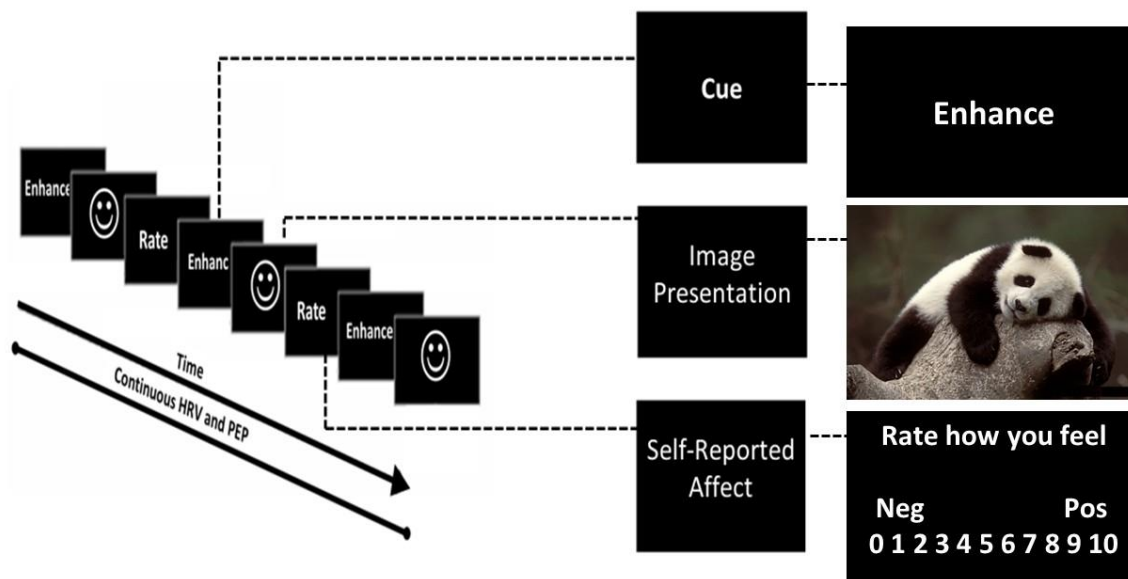 Enhance
Rate
Enhanc
Rate
Enhance
Time
Continuous HRV and PEP
Cue
Enhance
Image
Presentation
Self-Reported
Affect
Rate how you feel
Neg Pos
0 1 2 3 4 5 6 7 8 9 10